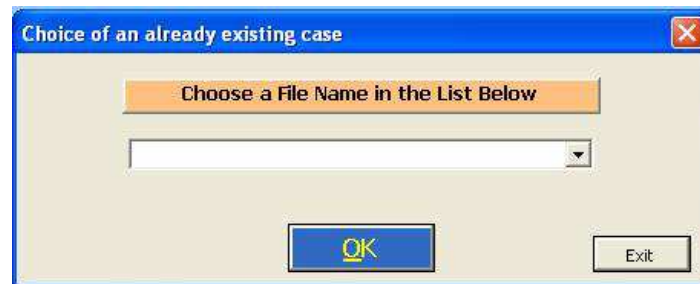 Choice of an already existing case
Choose a File Name in the List Below
OK
Exit